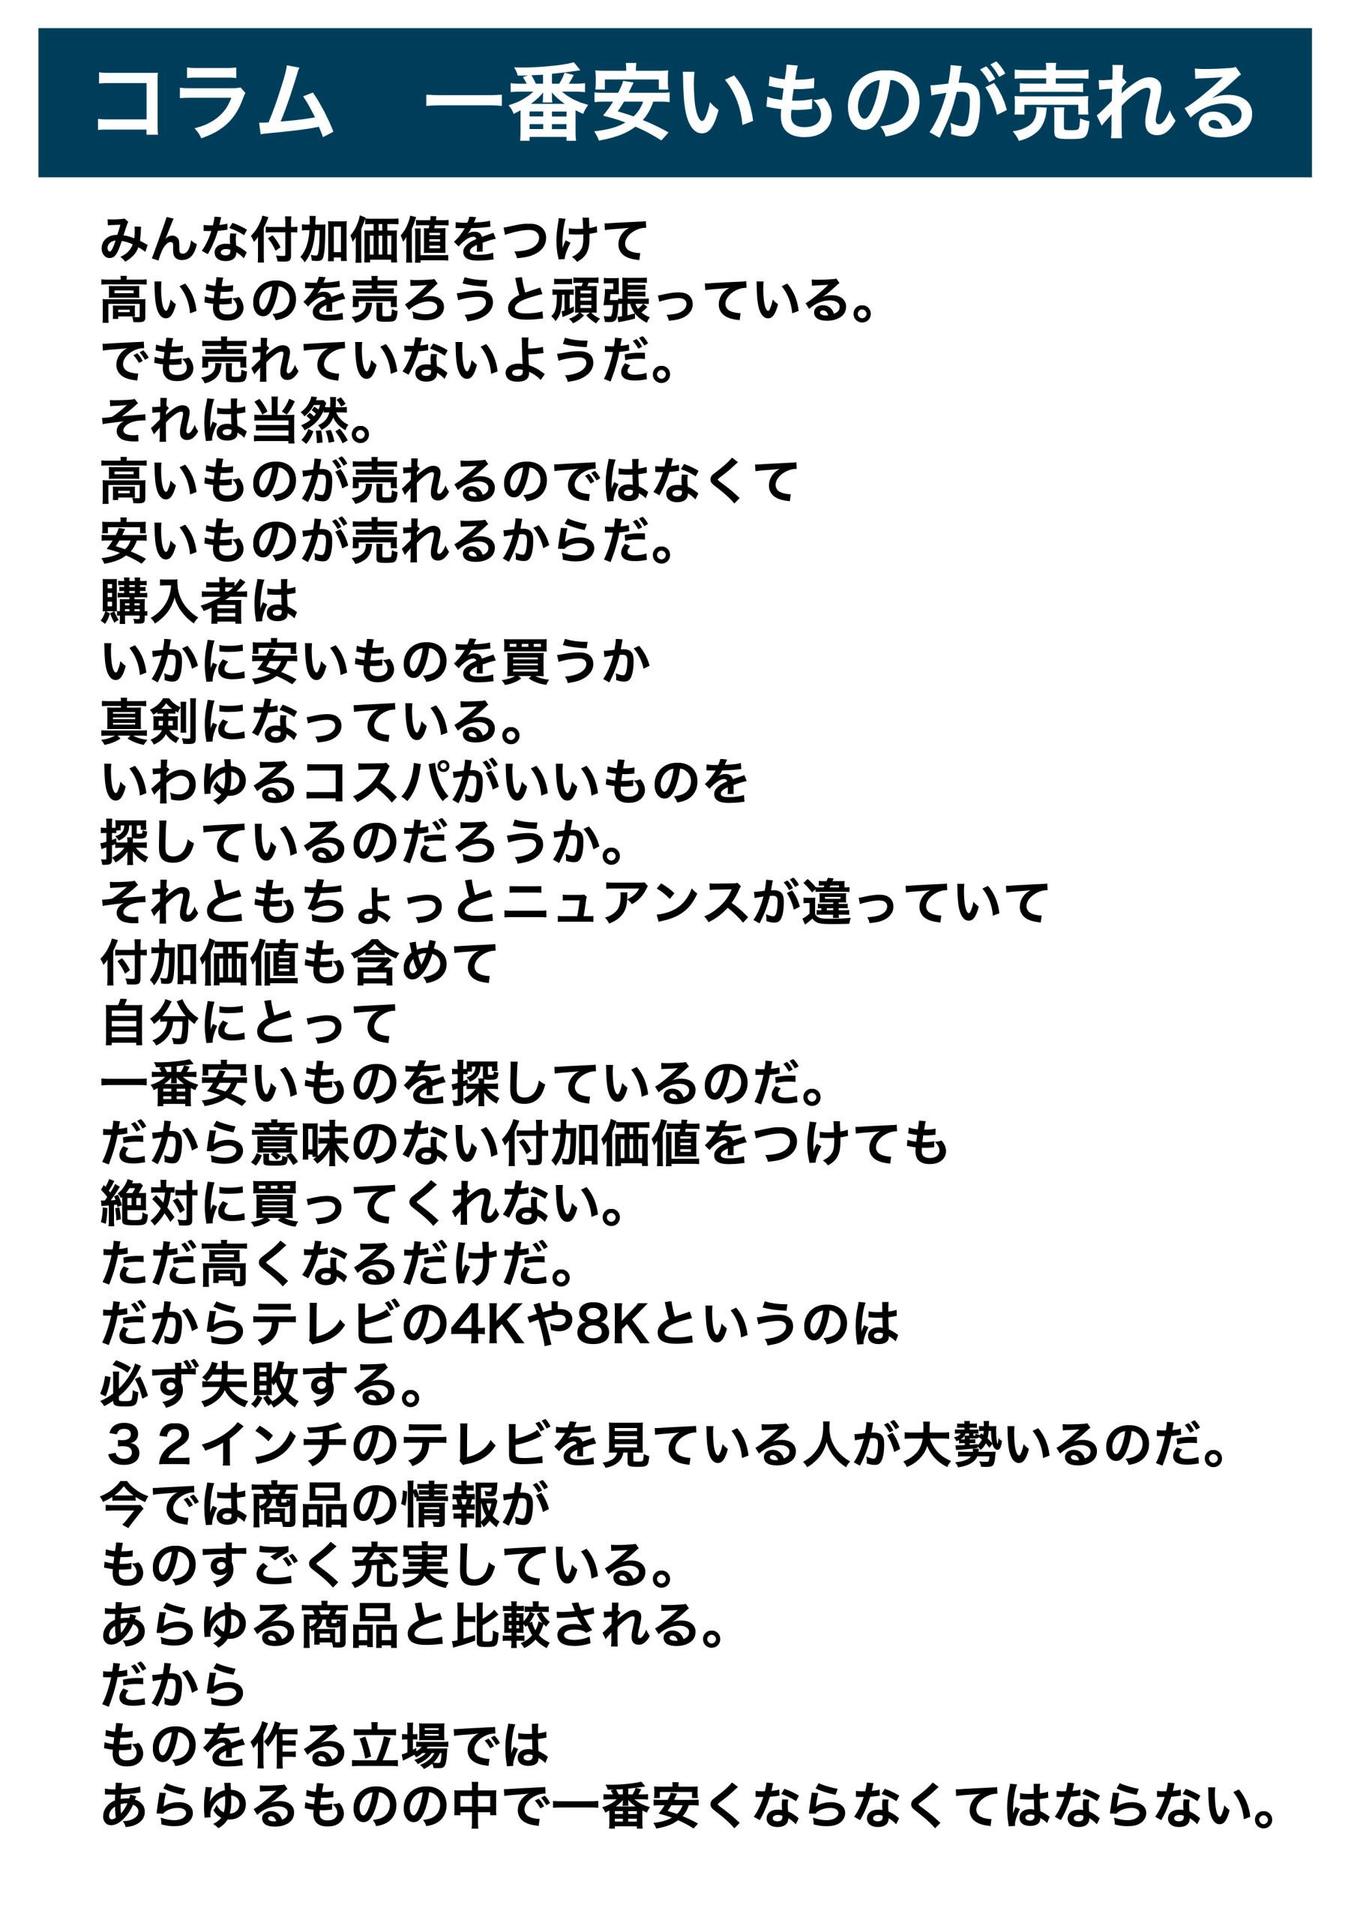 コラム　一番安いものが売れる
みんな付加価値をつけて
高いものを売ろうと頑張っている。
でも売れていないようだ。
それは当然。
高いものが売れるのではなくて
安いものが売れるからだ。
購入者は
いかに安いものを買うか
真剣になっている。
いわゆるコスパがいいものを
探しているのだろうか。
それともちょっとニュアンスが違っていて
付加価値も含めて
自分にとって
一番安いものを探しているのだ。
だから意味のない付加価値をつけても
絶対に買ってくれない。
ただ高くなるだけだ。
だからテレビの4Kや8Kというのは
必ず失敗する。
３２インチのテレビを見ている人が大勢いるのだ。
今では商品の情報が
ものすごく充実している。
あらゆる商品と比較される。
だから
ものを作る立場では
あらゆるものの中で一番安くならなくてはならない。